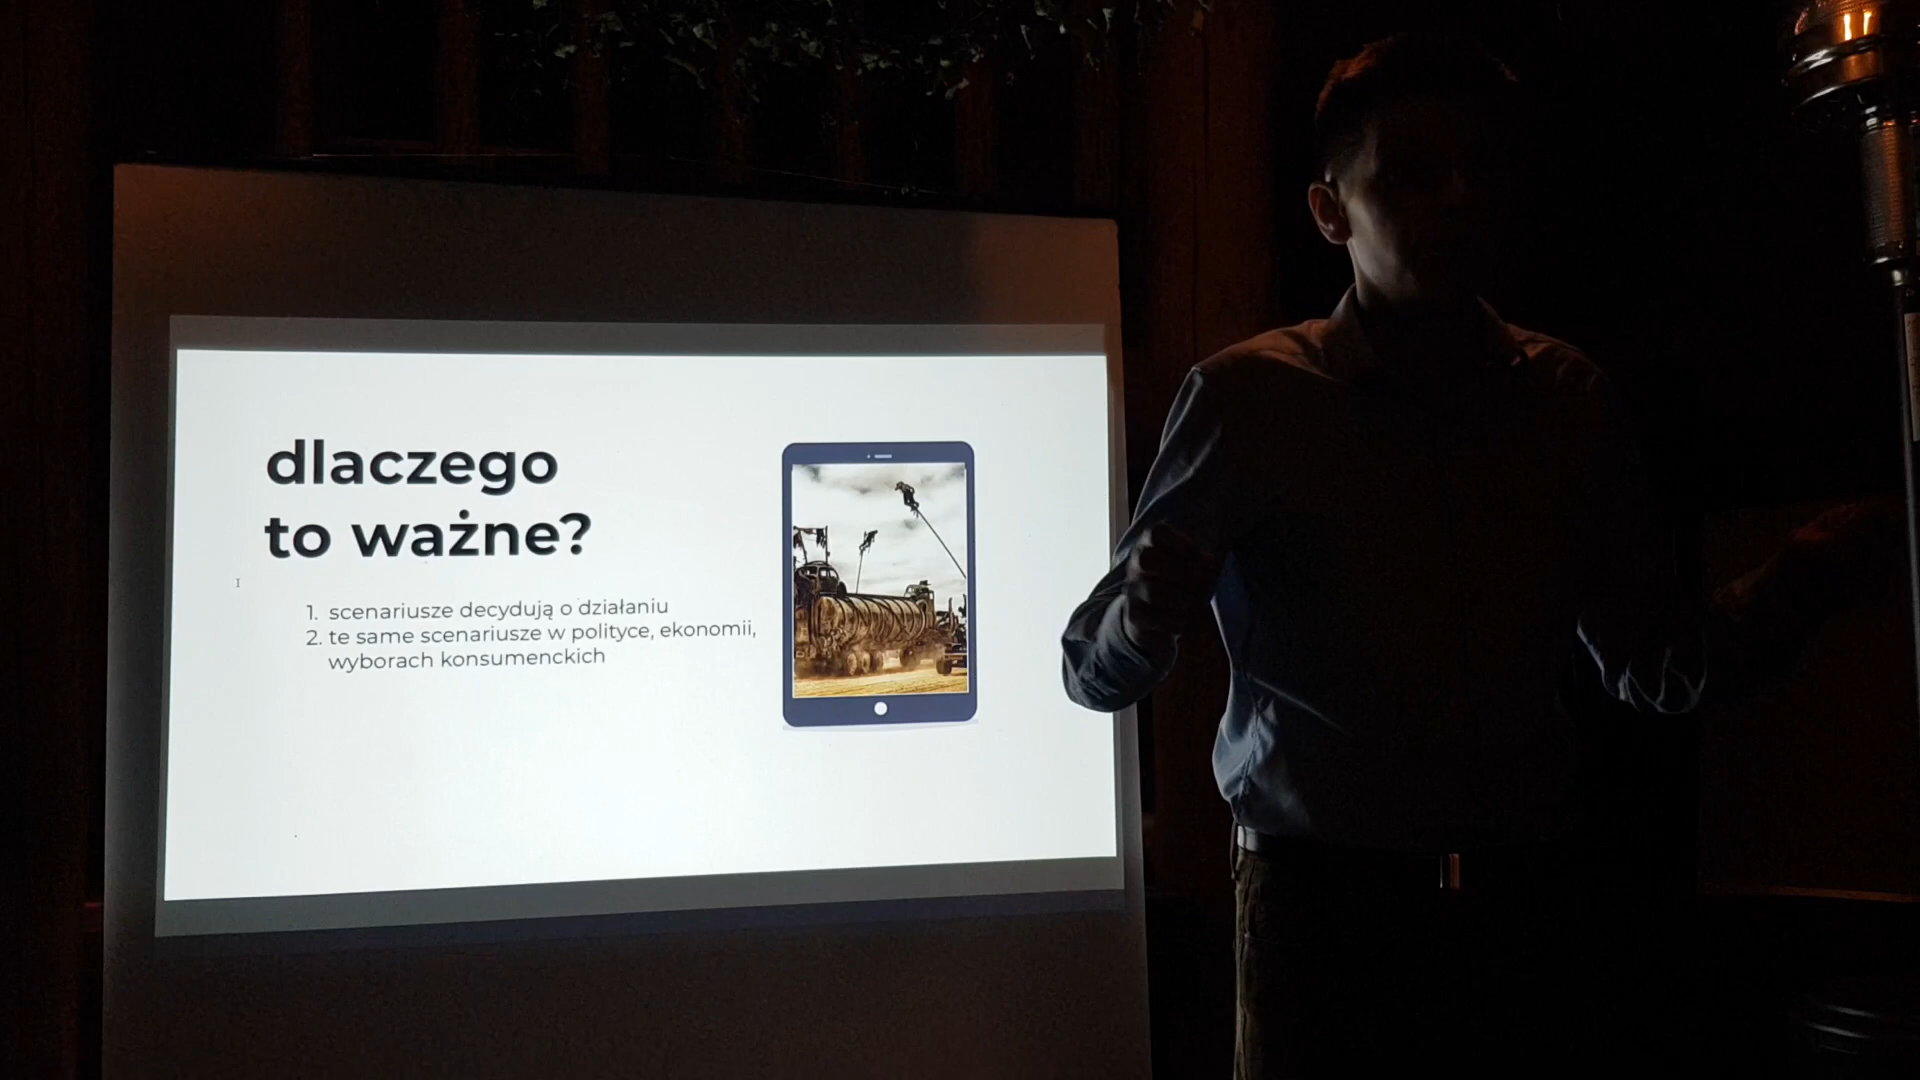 dlaczego
to ważne?
1. scenariusze decydują o działaniu
2. te same scenariusze w polityce, ekonomii,
wyborach konsumenckich